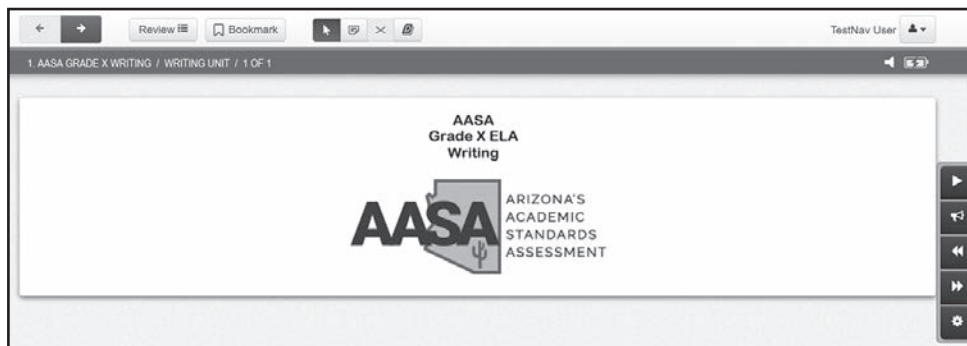 Review
Bookmark
TestNav User
1. AASA GRADE X WRITING / WRITING UNIT / 1 OF 1
AASA
Grade X ELA
Writing
AASA
ARIZONA'S
ACADEMIC
STANDARDS
ASSESSMENT